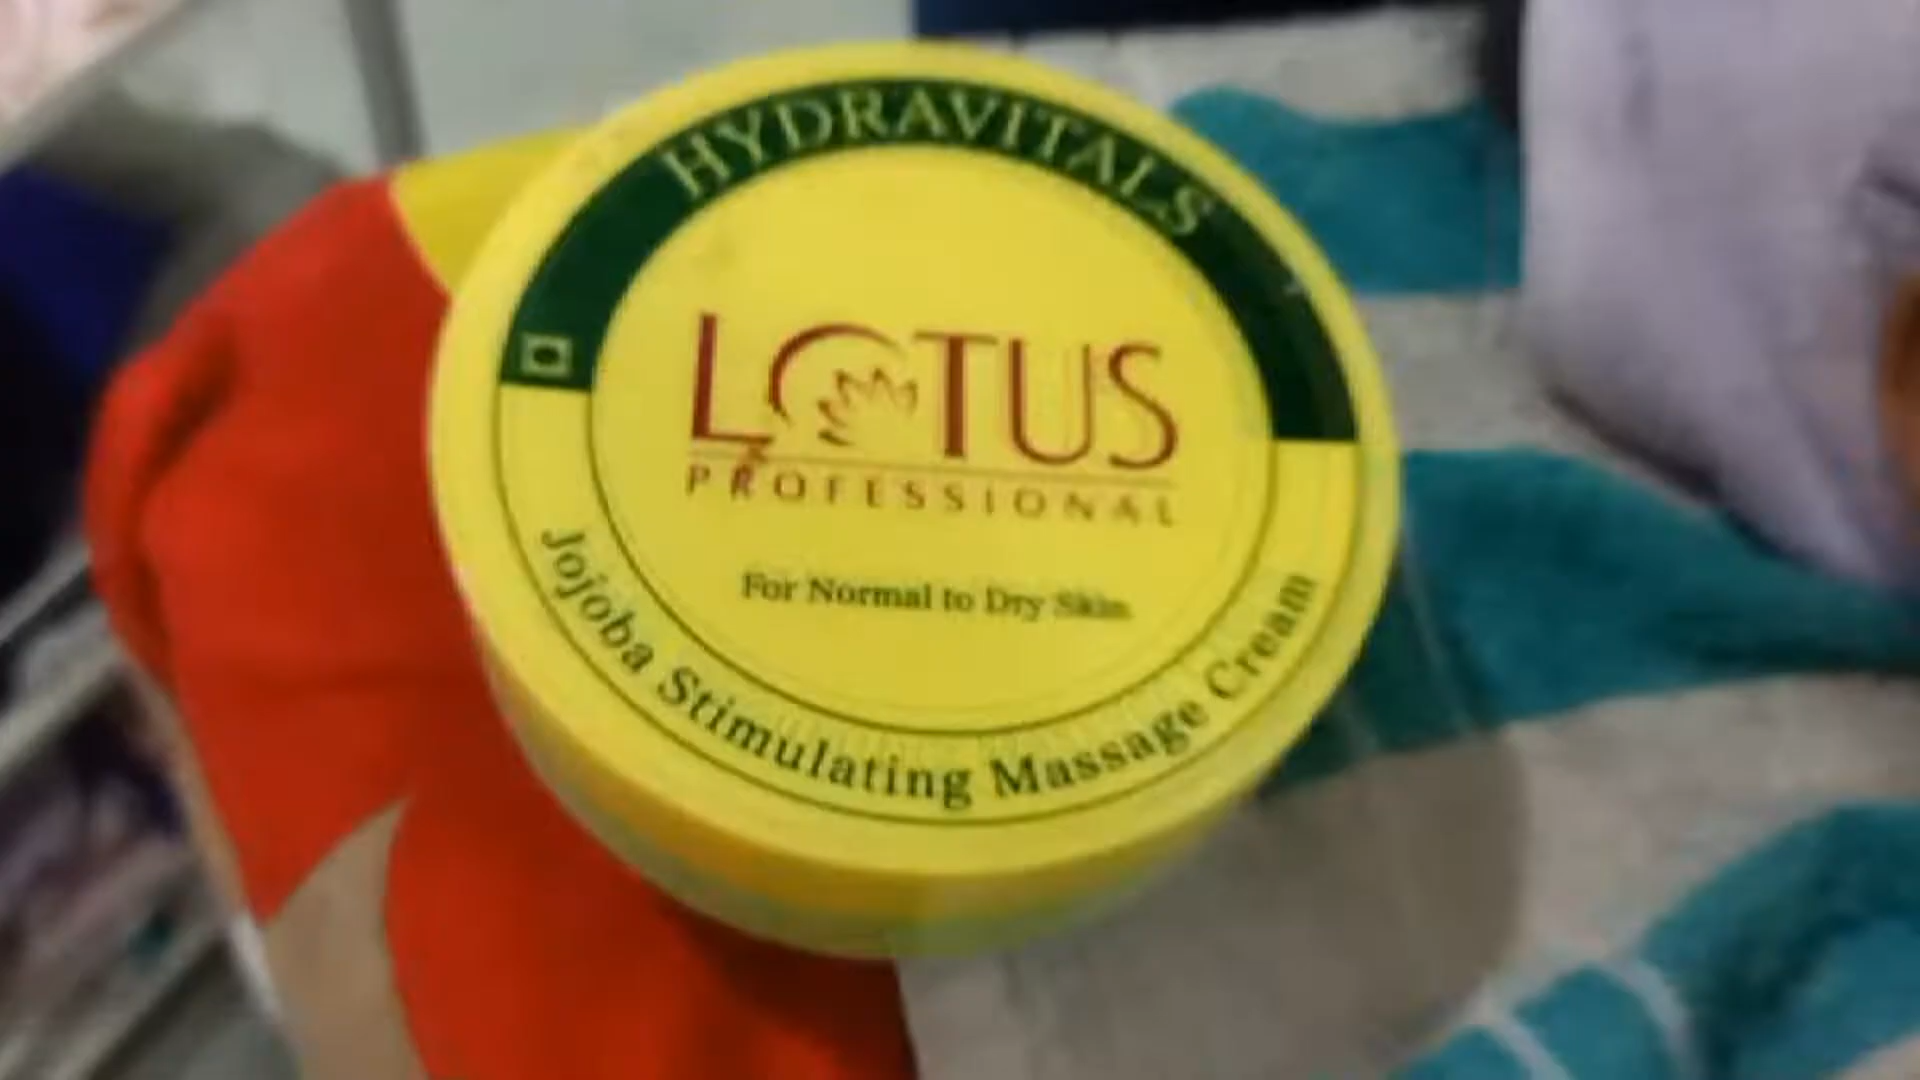 HYDRAVITALS
LOTUS
PROFESSIONAL
For Normal to Dry Skin
Jojoba Stimulating Massage Cream